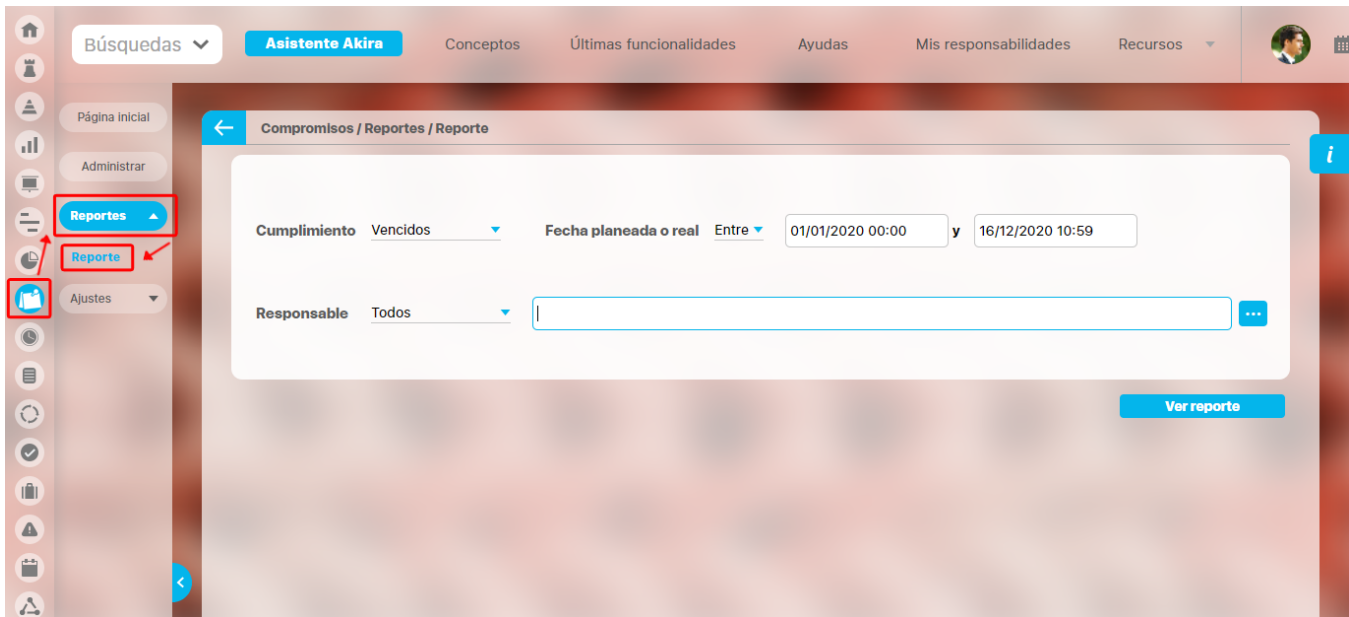 Búsquedas
Asistente Akira
Conceptos
Últimas funcionalidades
Ayudas
Mis responsabilidades
Recursos
Página inicial
Administrar
Reportes
Reporte
Ajustes
Compromisos / Reportes / Reporte
i
Cumplimiento Vencidos Fecha planeada o real Entre 01/01/2020 00:00 y 16/12/2020 10:59
Responsable Todos
Ver reporte